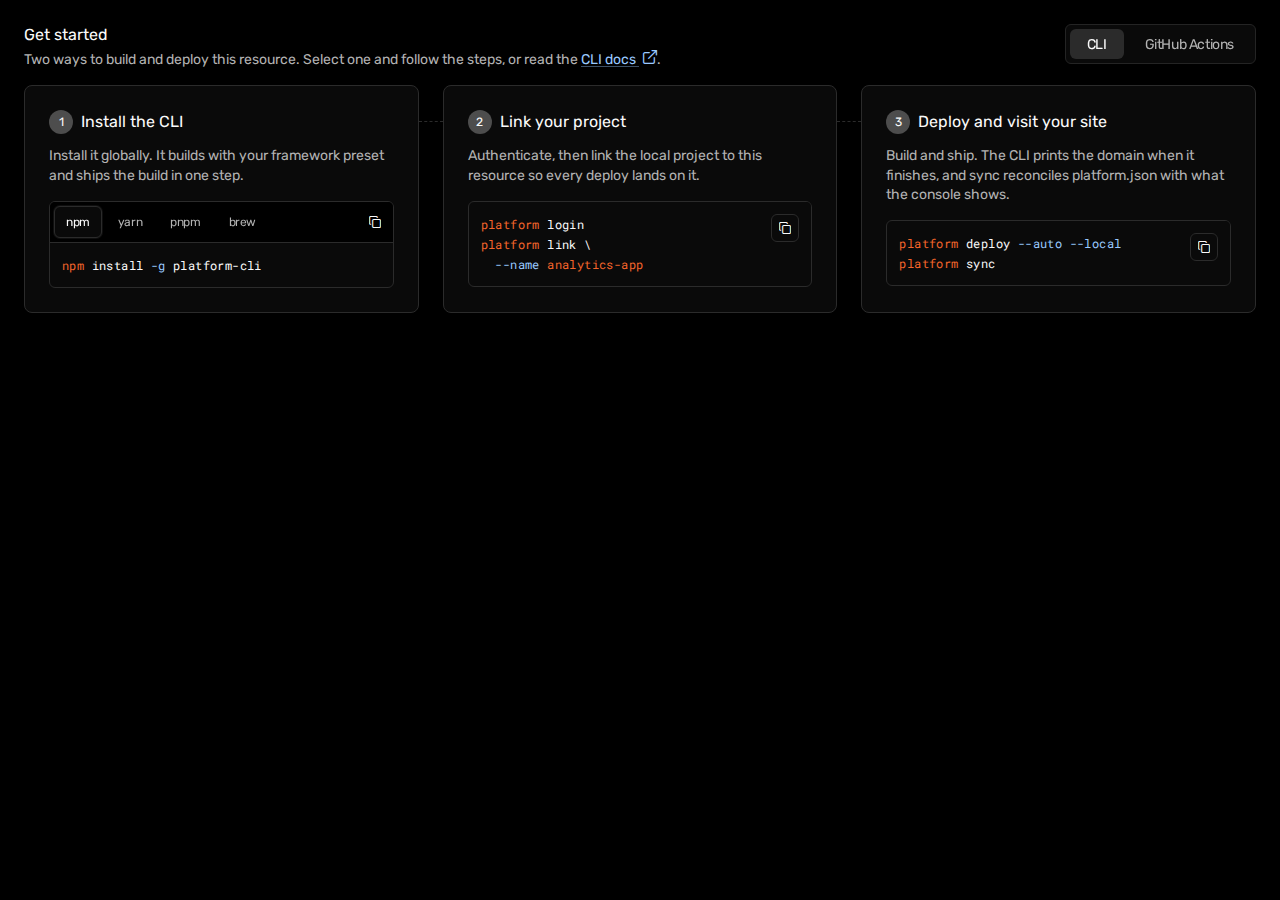 Get started
Two ways to build and deploy this resource. Select one and follow the steps, or read the CLI docs.
CLI
GitHub Actions
1
Install the CLI
Install it globally. It builds with your framework preset
and ships the build in one step.
npm
yarn
pnpm
brew
npm install -g platform-cli
2
Link your project
Authenticate, then link the local project to this
resource so every deploy lands on it.
platform login
platform link \
--name analytics-app
3
Deploy and visit your site
Build and ship. The CLI prints the domain when it
finishes, and sync reconciles platform.json with what
the console shows.
platform deploy --auto --local
platform sync